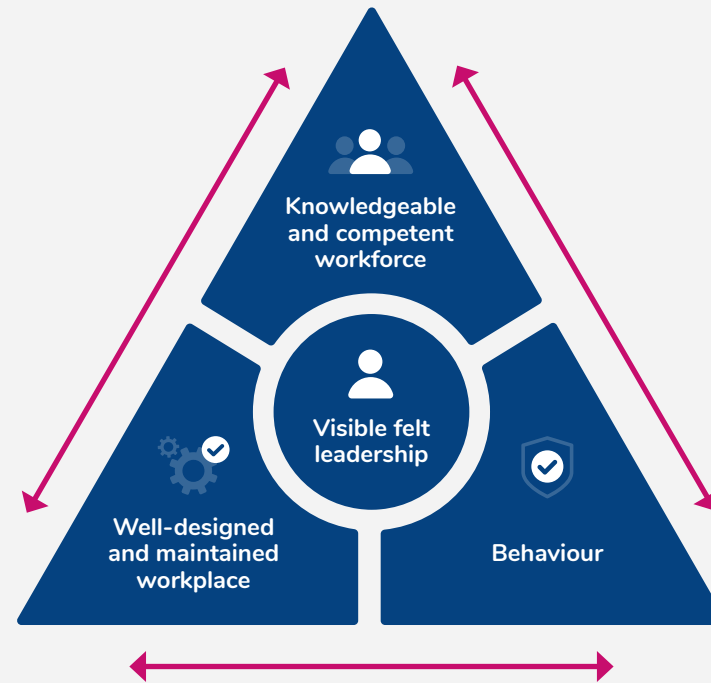 Knowledgeable
and competent
workforce
Visible felt
leadership
Well-designed
and maintained
workplace
Behaviour